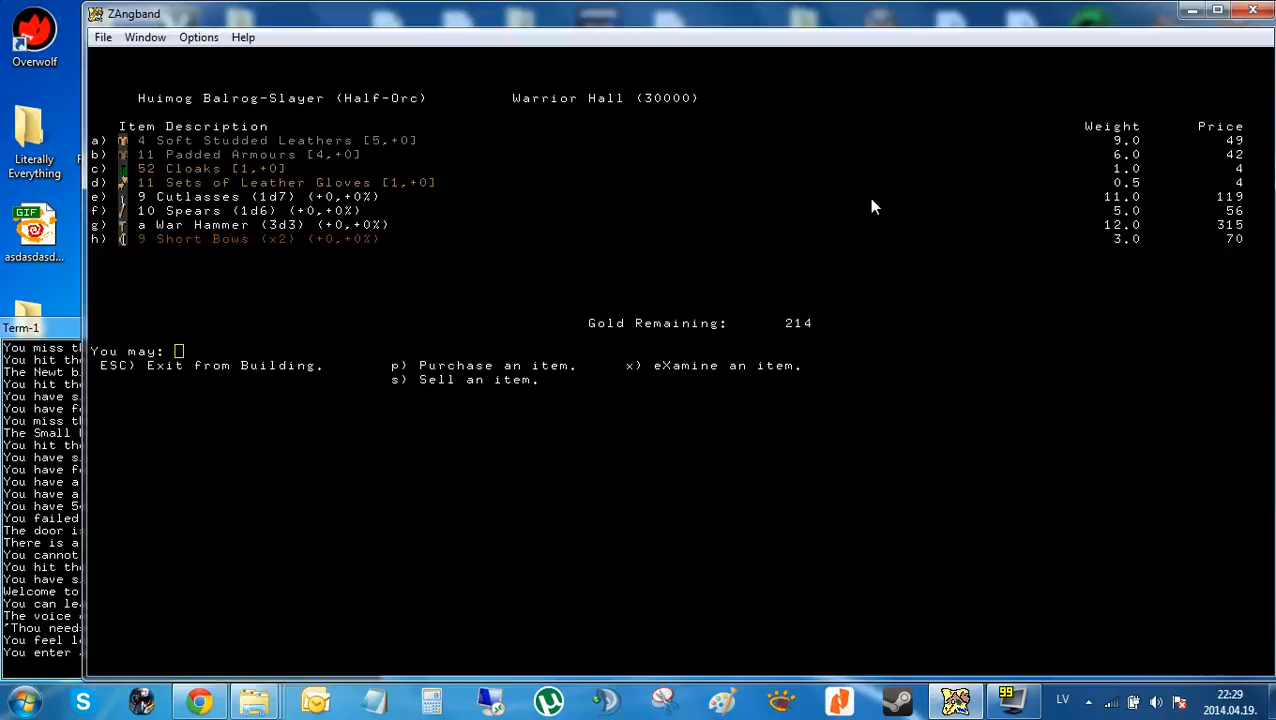 ZAngband
File Window Options Help
Overwolf
Literally
Everything
GIF
asdasdasd...
Huimog Balrog-Slayer (Half-Orc) Warrior Hall (30000)
Item Description Weight Price
a) 4 Soft Studded Leathers [5,+0] 9.0 49
b) 11 Padded Armours [4,+0] 6.0 42
c) 52 Cloaks [1,+0] 1.0 4
d) 11 Sets of Leather Gloves [1,+0] 0.5 4
e) 9 Cutlasses (1d7) (+0,+0%) 11.0 119
f) 10 Spears (1d6) (+0,+0%) 5.0 56
g) a War Hammer (3d3) (+0,+0%) 12.0 315
h) 9 Short Bows (x2) (+0,+0%) 3.0 70
Gold Remaining: 214
You may:
ESC) Exit from Building. p) Purchase an item. x) eXamine an item.
s) Sell an item.
Term-1
You miss th
You hit the
The Newt b
You hit the
You have s
You have f
You miss th
The Small
You hit the
You have s
You have f
You have a
You have a
You have 5
You failed
The door i
There is a
You cannot
You hit the
You have s
Welcome to
You can le
The voice
'Thou need
You feel l
You enter
99
LV
22:29
2014.04.19.